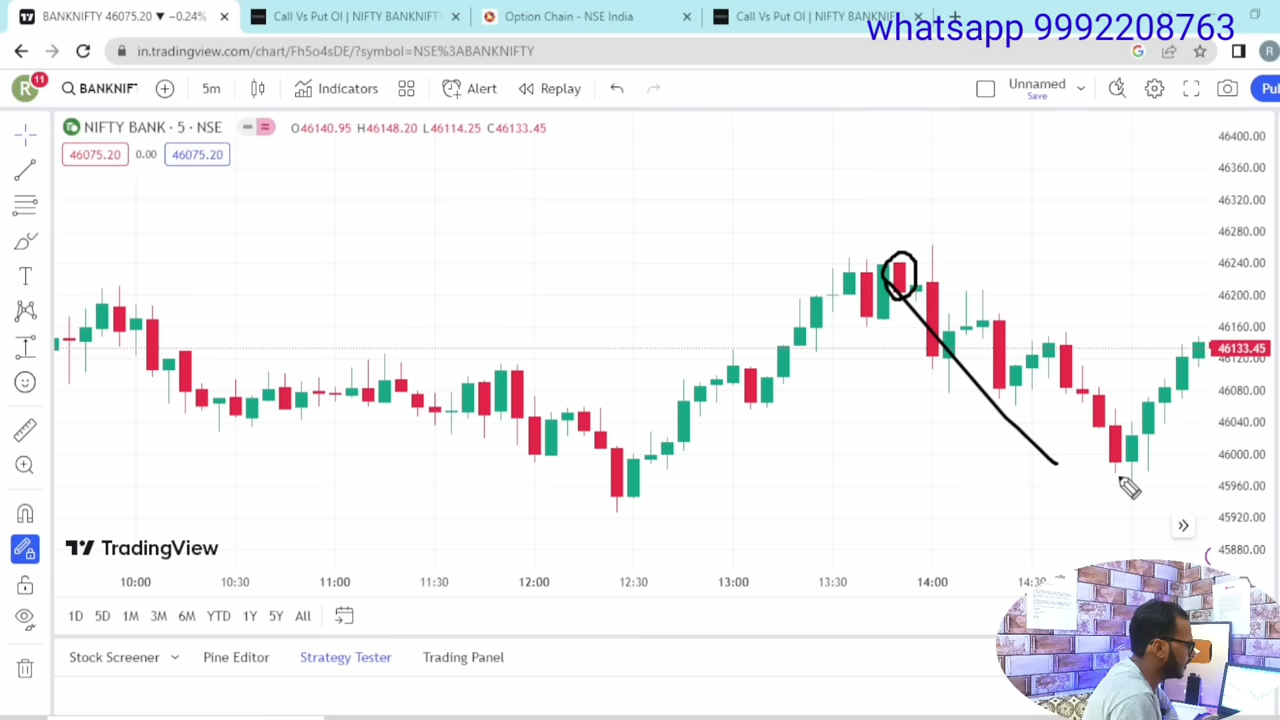 BANKNIFTY 46075.20 ▼ −0.24%
Call Vs Put OI | NIFTY BANKNIFT
Option Chain - NSE India
Call Vs Put OI | NIFTY BANKNIFT
whatsapp 9992208763
in.tradingview.com/chart/Fh5o4sDE/?symbol=NSE%3ABANKNIFTY
R
R
11
BANKNIF
5m
Indicators
Alert
Replay
Unnamed
Save
Pul
NIFTY BANK · 5 · NSE
O46140.95 H46148.20 L46114.25 C46133.45
46075.20
0.00
46075.20
46400.00
46360.00
46320.00
46280.00
46240.00
46200.00
46160.00
46133.45
46120.00
46080.00
46040.00
46000.00
45960.00
45920.00
45880.00
TradingView
10:00
10:30
11:00
11:30
12:00
12:30
13:00
13:30
14:00
14:30
1D 5D 1M 3M 6M YTD 1Y 5Y All
Stock Screener
Pine Editor
Strategy Tester
Trading Panel